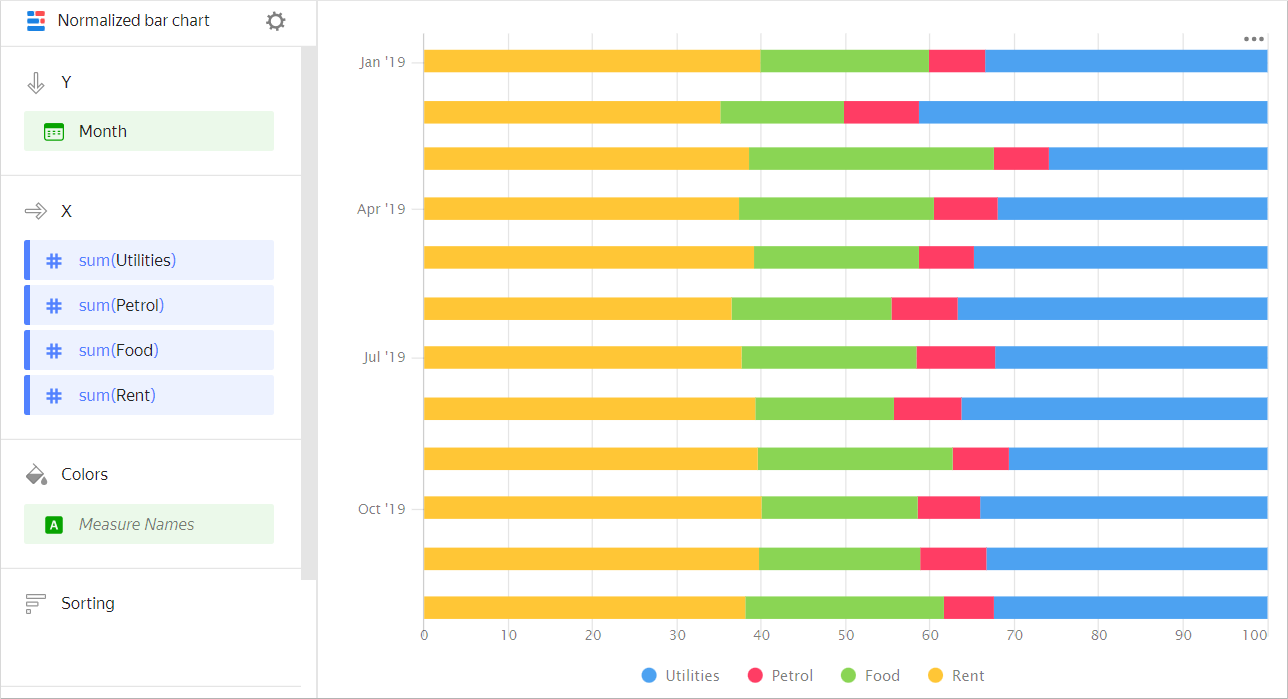 Normalized bar chart
Y
Month
X
sum(Utilities)
sum(Petrol)
sum(Food)
sum(Rent)
Colors
A Measure Names
Sorting
Jan '19
Apr '19
Jul '19
Oct '19
0 10 20 30 40 50 60 70 80 90 100
Utilities Petrol Food Rent